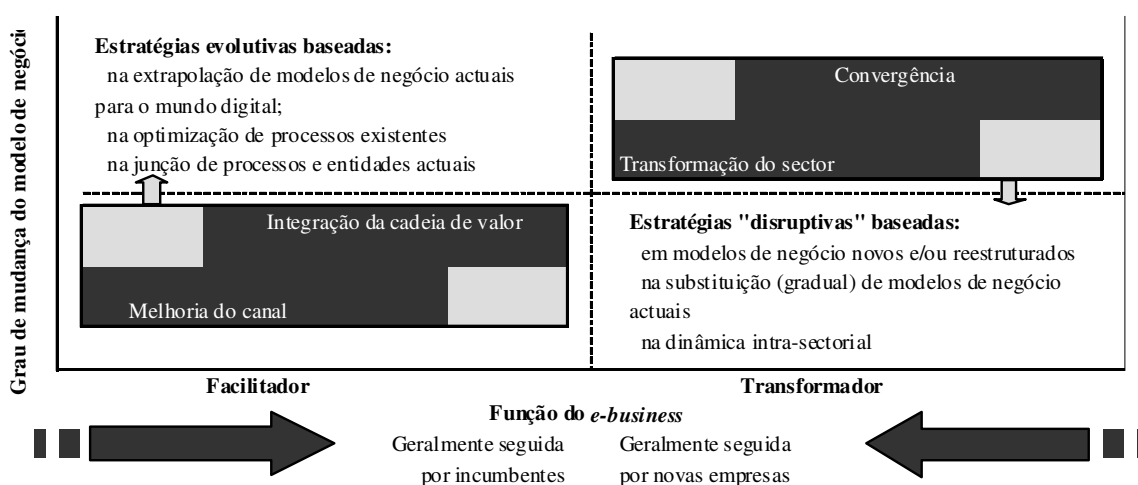 Grau de mudança do modelo de negócio
Estratégias evolutivas baseadas:
na extrapolação de modelos de negócio actuais
para o mundo digital;
na optimização de processos existentes
na junção de processos e entidades actuais
Convergência
Transformação do sector
Integração da cadeia de valor
Melhoria do canal
Estratégias "disruptivas" baseadas:
em modelos de negócio novos e/ou reestruturados
na substituição (gradual) de modelos de negócio
actuais
na dinâmica intra-sectorial
Facilitador
Transformador
Função do e-business
Geralmente seguida
por incumbentes
Geralmente seguida
por novas empresas